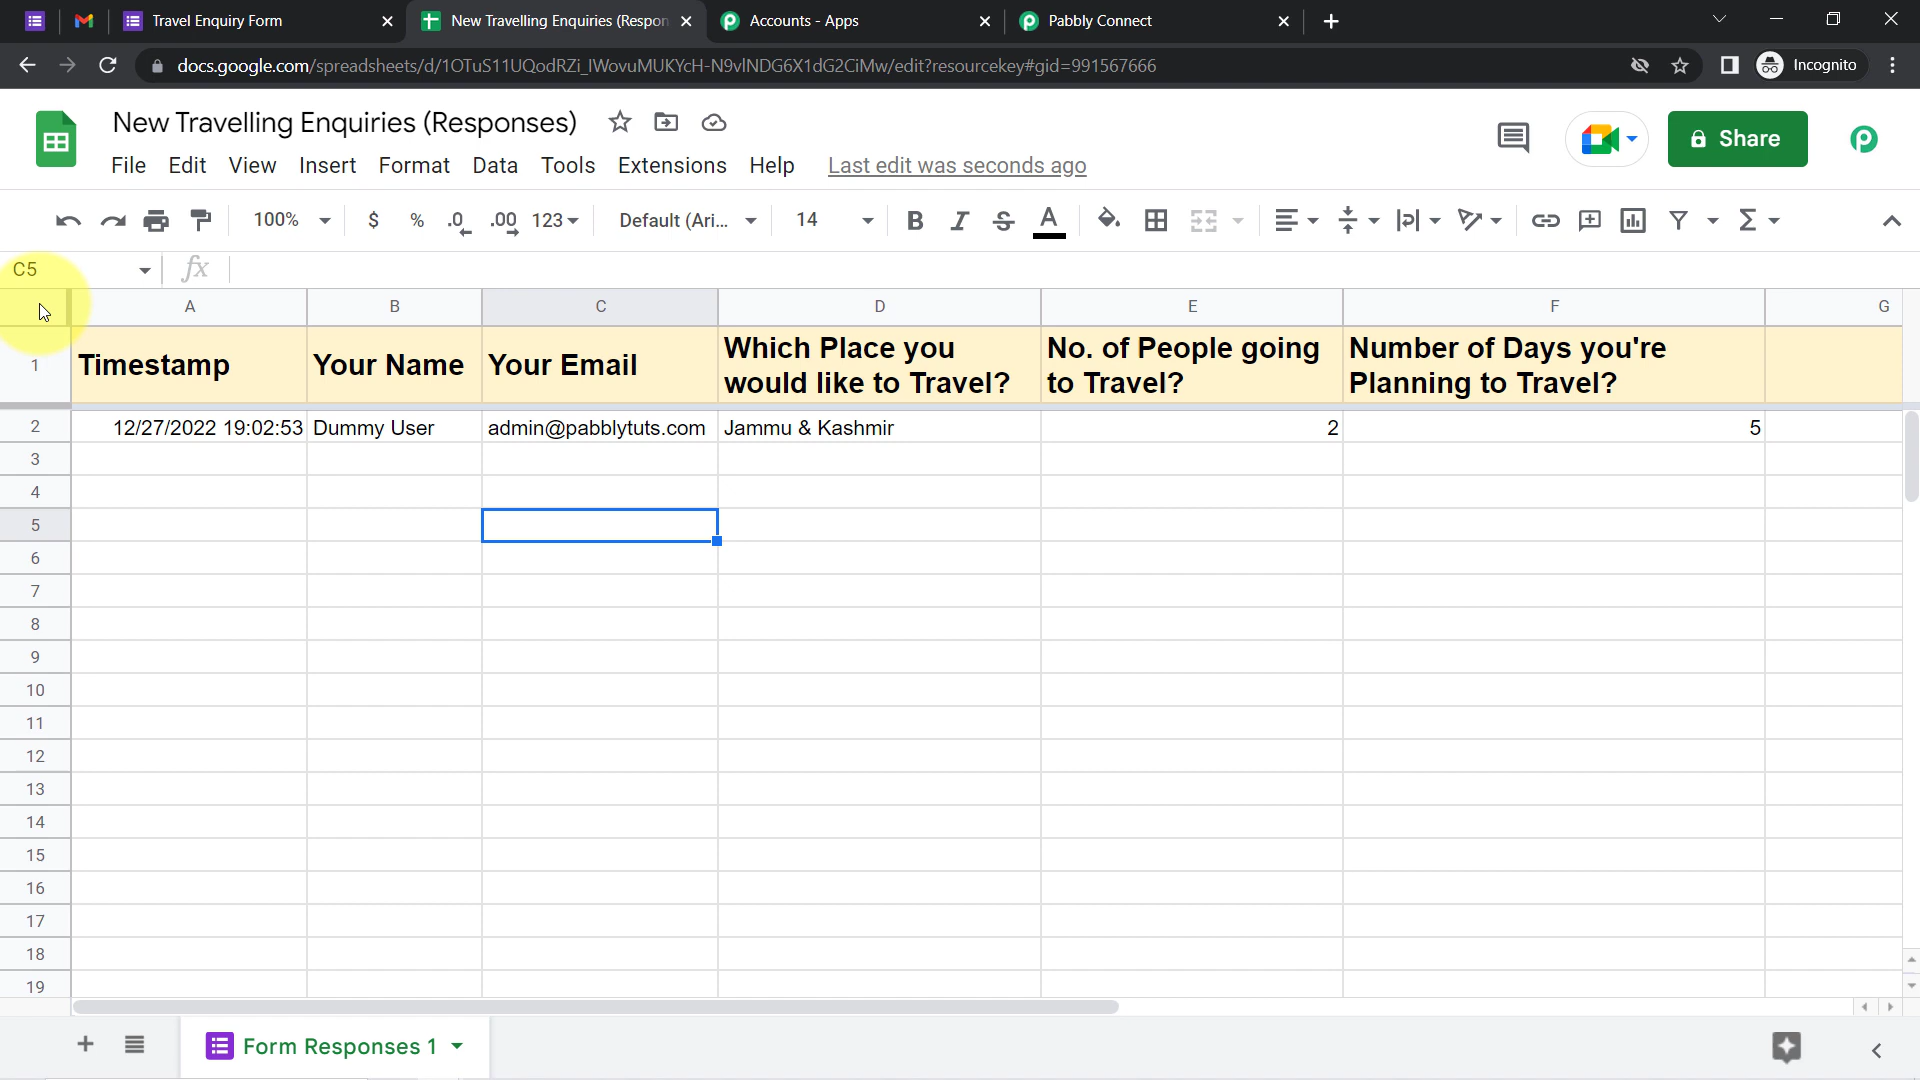 Travel Enquiry Form
New Travelling Enquiries (Respon
Accounts - Apps
Pabbly Connect
docs.google.com/spreadsheets/d/1OTuS11UQodRZi_IWovuMUKYcH-N9vINDG6X1dG2CiMw/edit?resourcekey#gid=991567666
Incognito
New Travelling Enquiries (Responses)
Share
File Edit View Insert Format Data Tools Extensions Help Last edit was seconds ago
100% $ % .0 .00 123 Default (Ari... 14 B I S A
C5 fx
A B C D E F G
1 Timestamp Your Name Your Email Which Place you would like to Travel? No. of People going to Travel? Number of Days you're Planning to Travel?
2 12/27/2022 19:02:53 Dummy User admin@pabblytuts.com Jammu & Kashmir 2 5
3
4
5
6
7
8
9
10
11
12
13
14
15
16
17
18
19
Form Responses 1